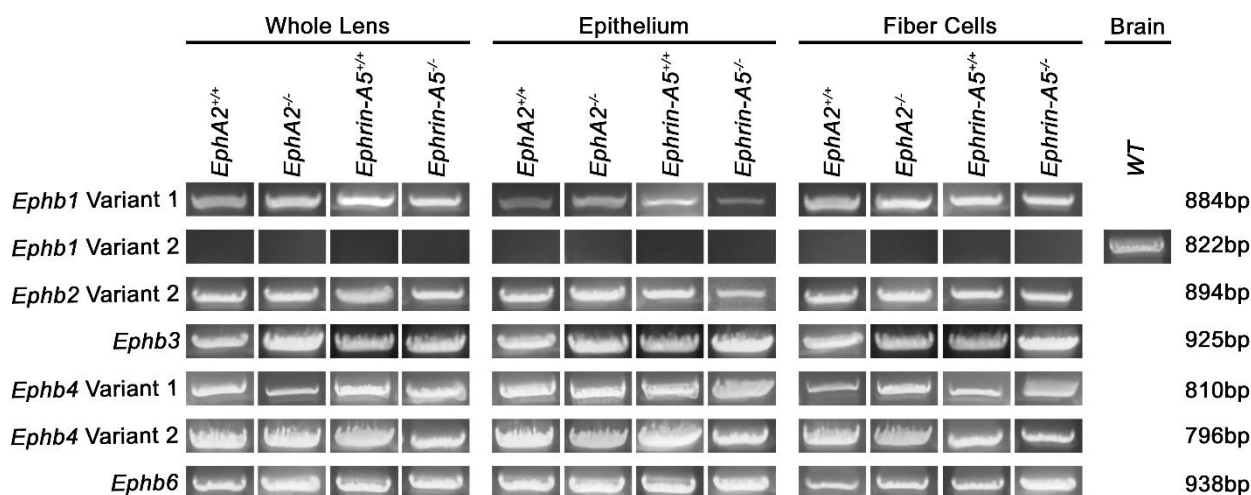 Whole Lens Epithelium Fiber Cells Brain
EphA2+/+ EphA2-/- Ephrin-A5+/+ Ephrin-A5-/- EphA2+/+ EphA2-/- Ephrin-A5+/+ Ephrin-A5-/- EphA2+/+ EphA2-/- Ephrin-A5+/+ Ephrin-A5-/- WT
Ephb1 Variant 1 884bp
Ephb1 Variant 2 822bp
Ephb2 Variant 2 894bp
Ephb3 925bp
Ephb4 Variant 1 810bp
Ephb4 Variant 2 796bp
Ephb6 938bp